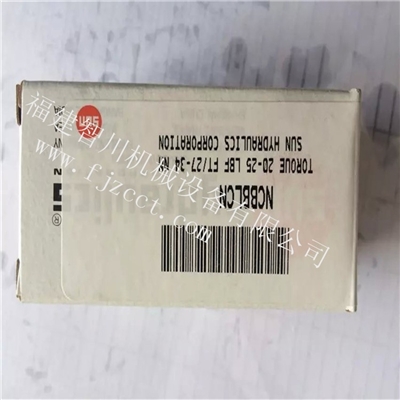 sun
NCBBLCN
TORQUE 20-25 LBF FT/27-34 NM
SUN HYDRAULICS CORPORATION
福建智川机械设备有限公司
www.fjzcct.com
®